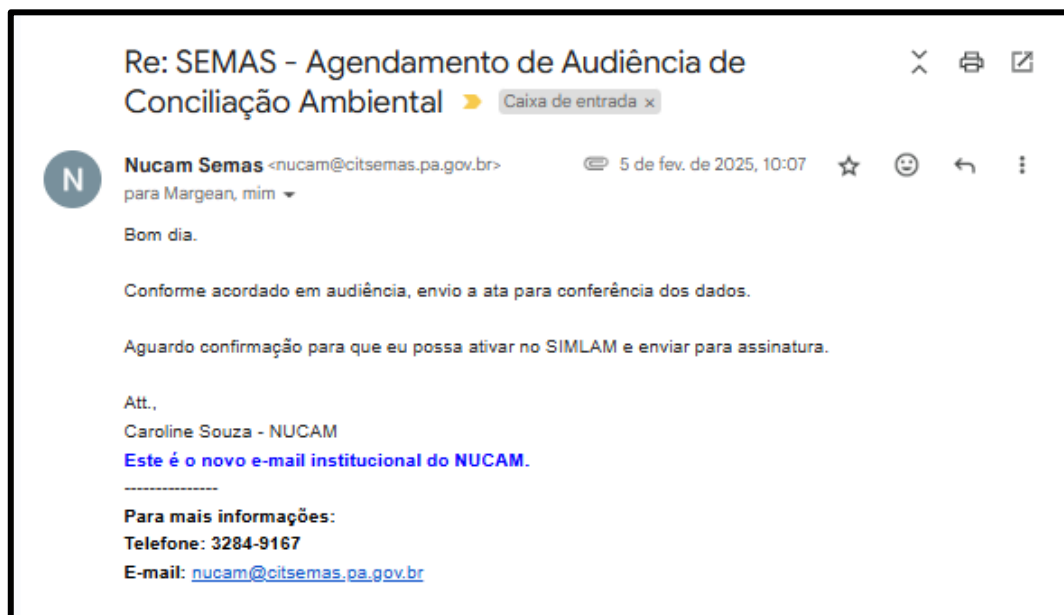 Re: SEMAS - Agendamento de Audiência de
Conciliação Ambiental Caixa de entrada x
N
Nucam Semas <nucam@citsemas.pa.gov.br> 5 de fev. de 2025, 10:07
para Margean, mim
Bom dia.
Conforme acordado em audiência, envio a ata para conferência dos dados.
Aguardo confirmação para que eu possa ativar no SIMLAM e enviar para assinatura.
Att.,
Caroline Souza - NUCAM
Este é o novo e-mail institucional do NUCAM.
---------------
Para mais informações:
Telefone: 3284-9167
E-mail: nucam@citsemas.pa.gov.br